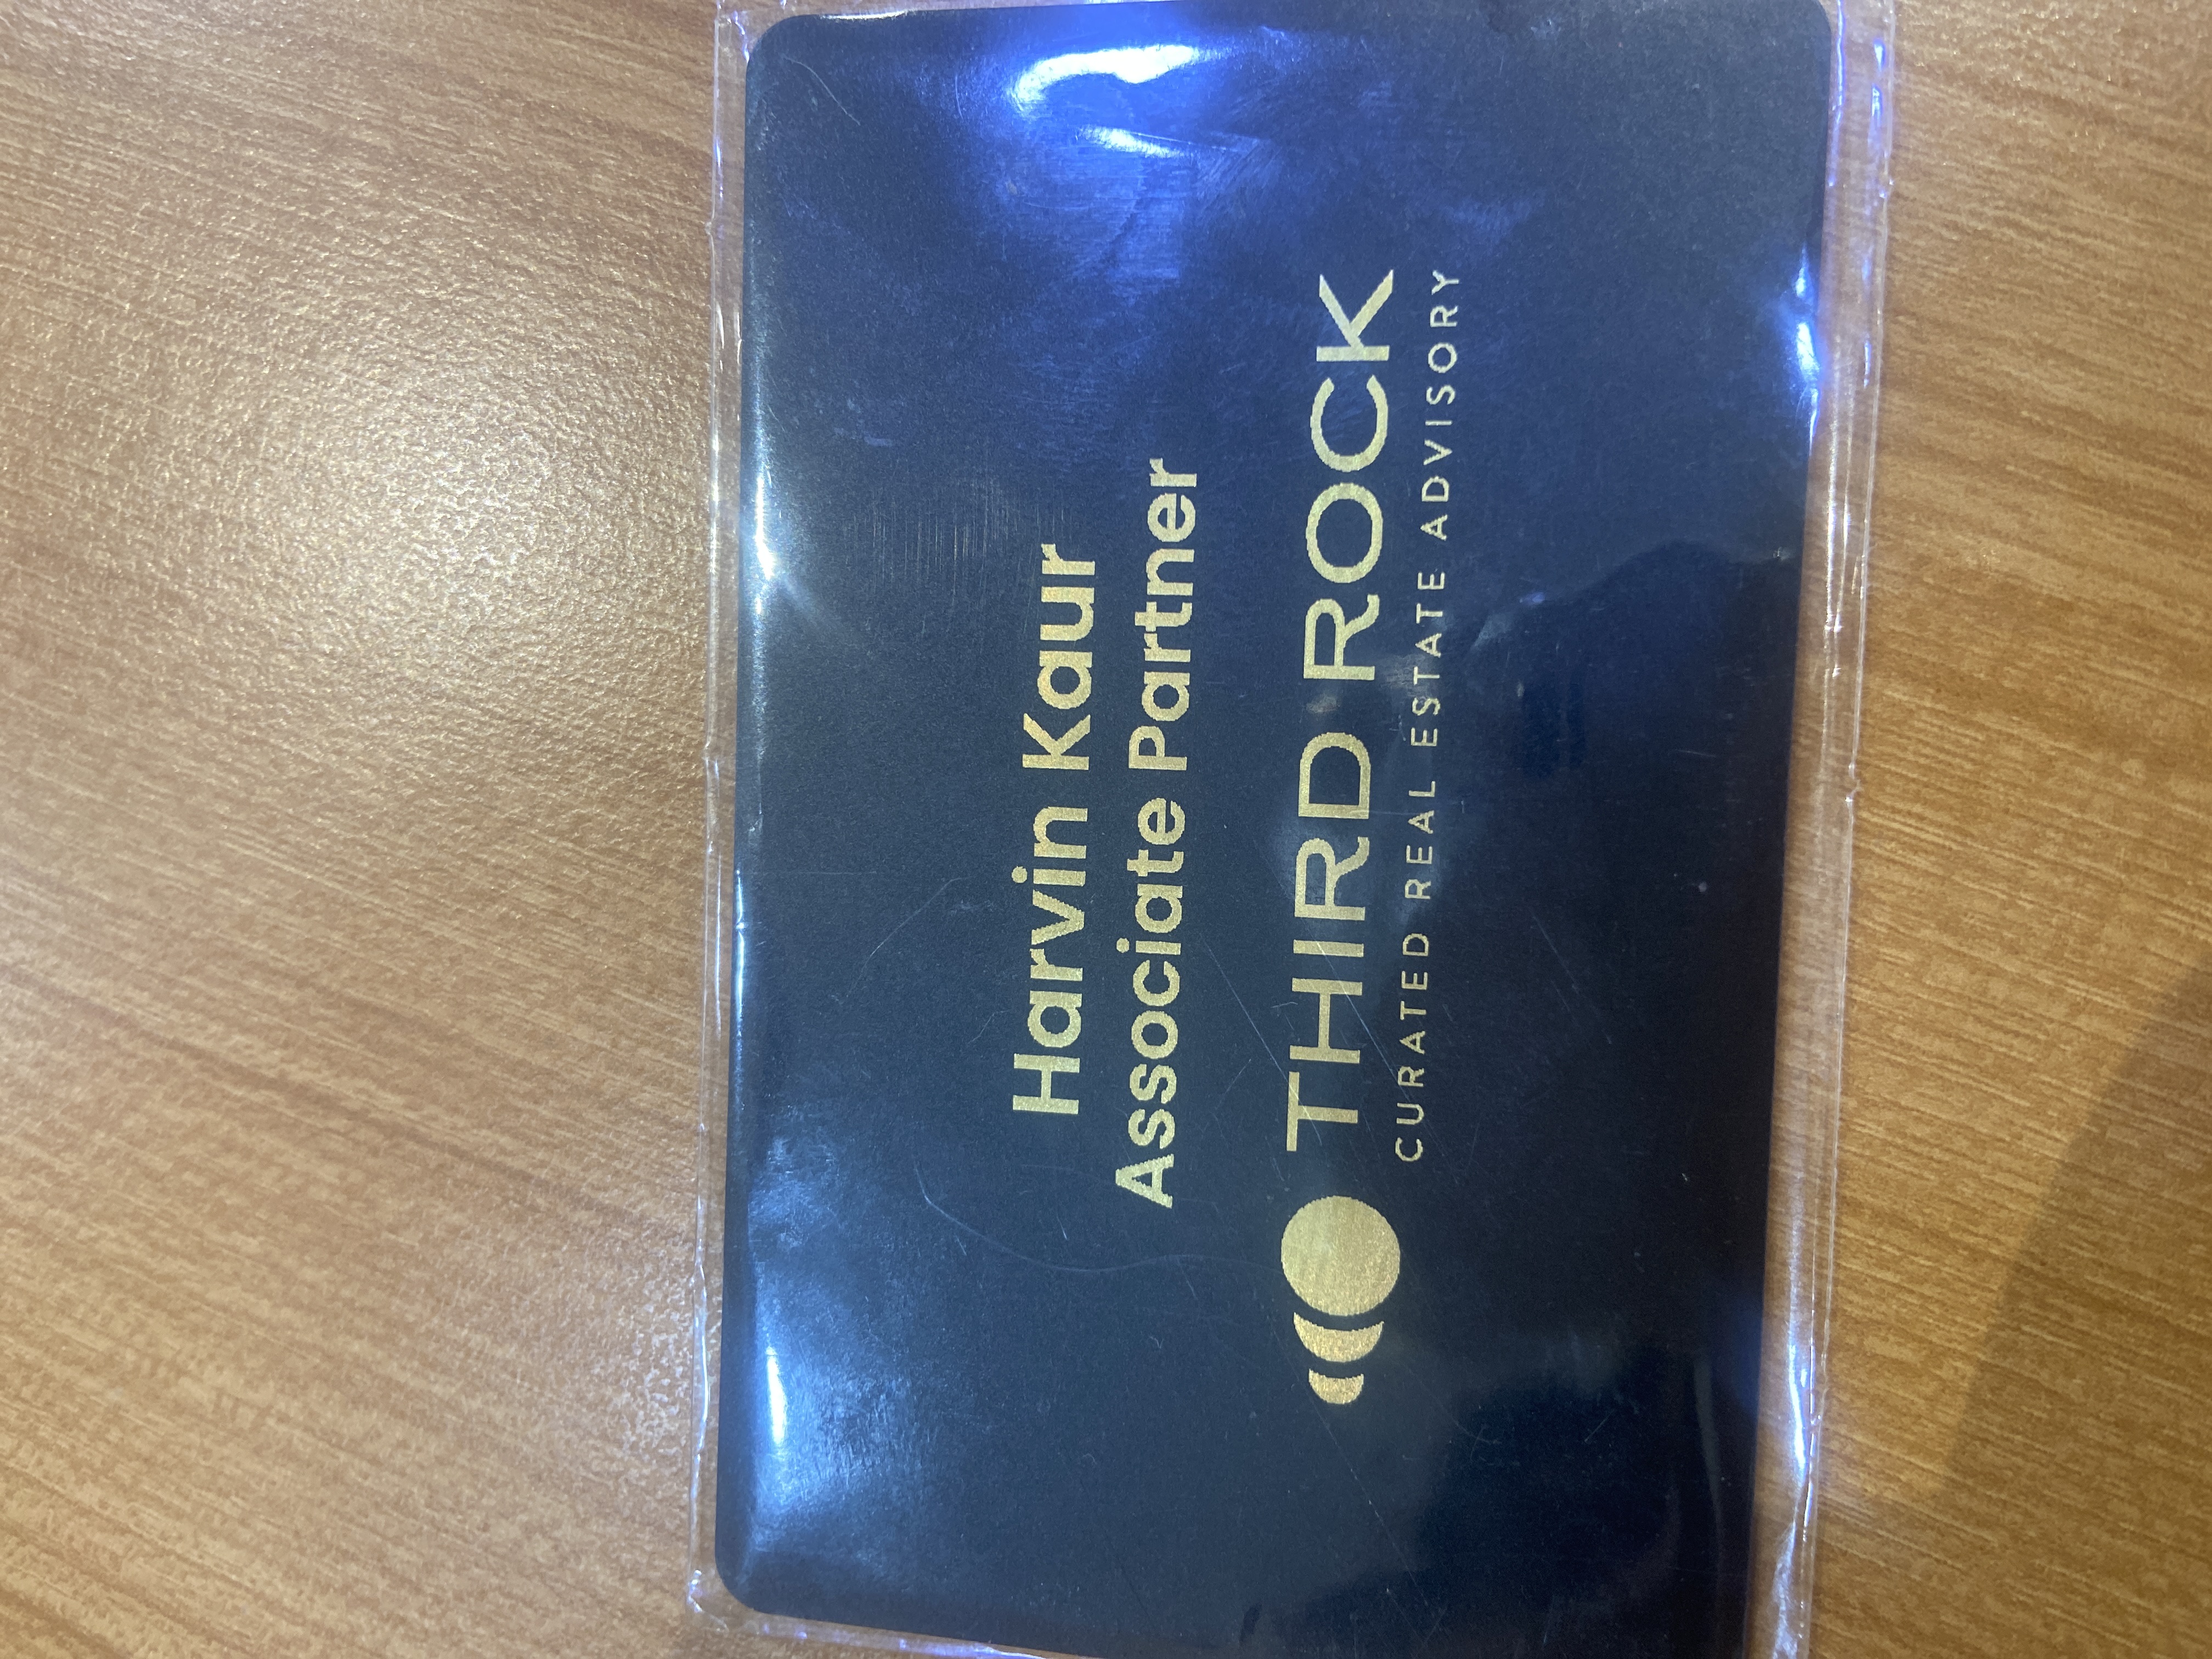 Harvin Kaur
Associate Partner
THIRD ROCK
CURATED REAL ESTATE ADVISORY